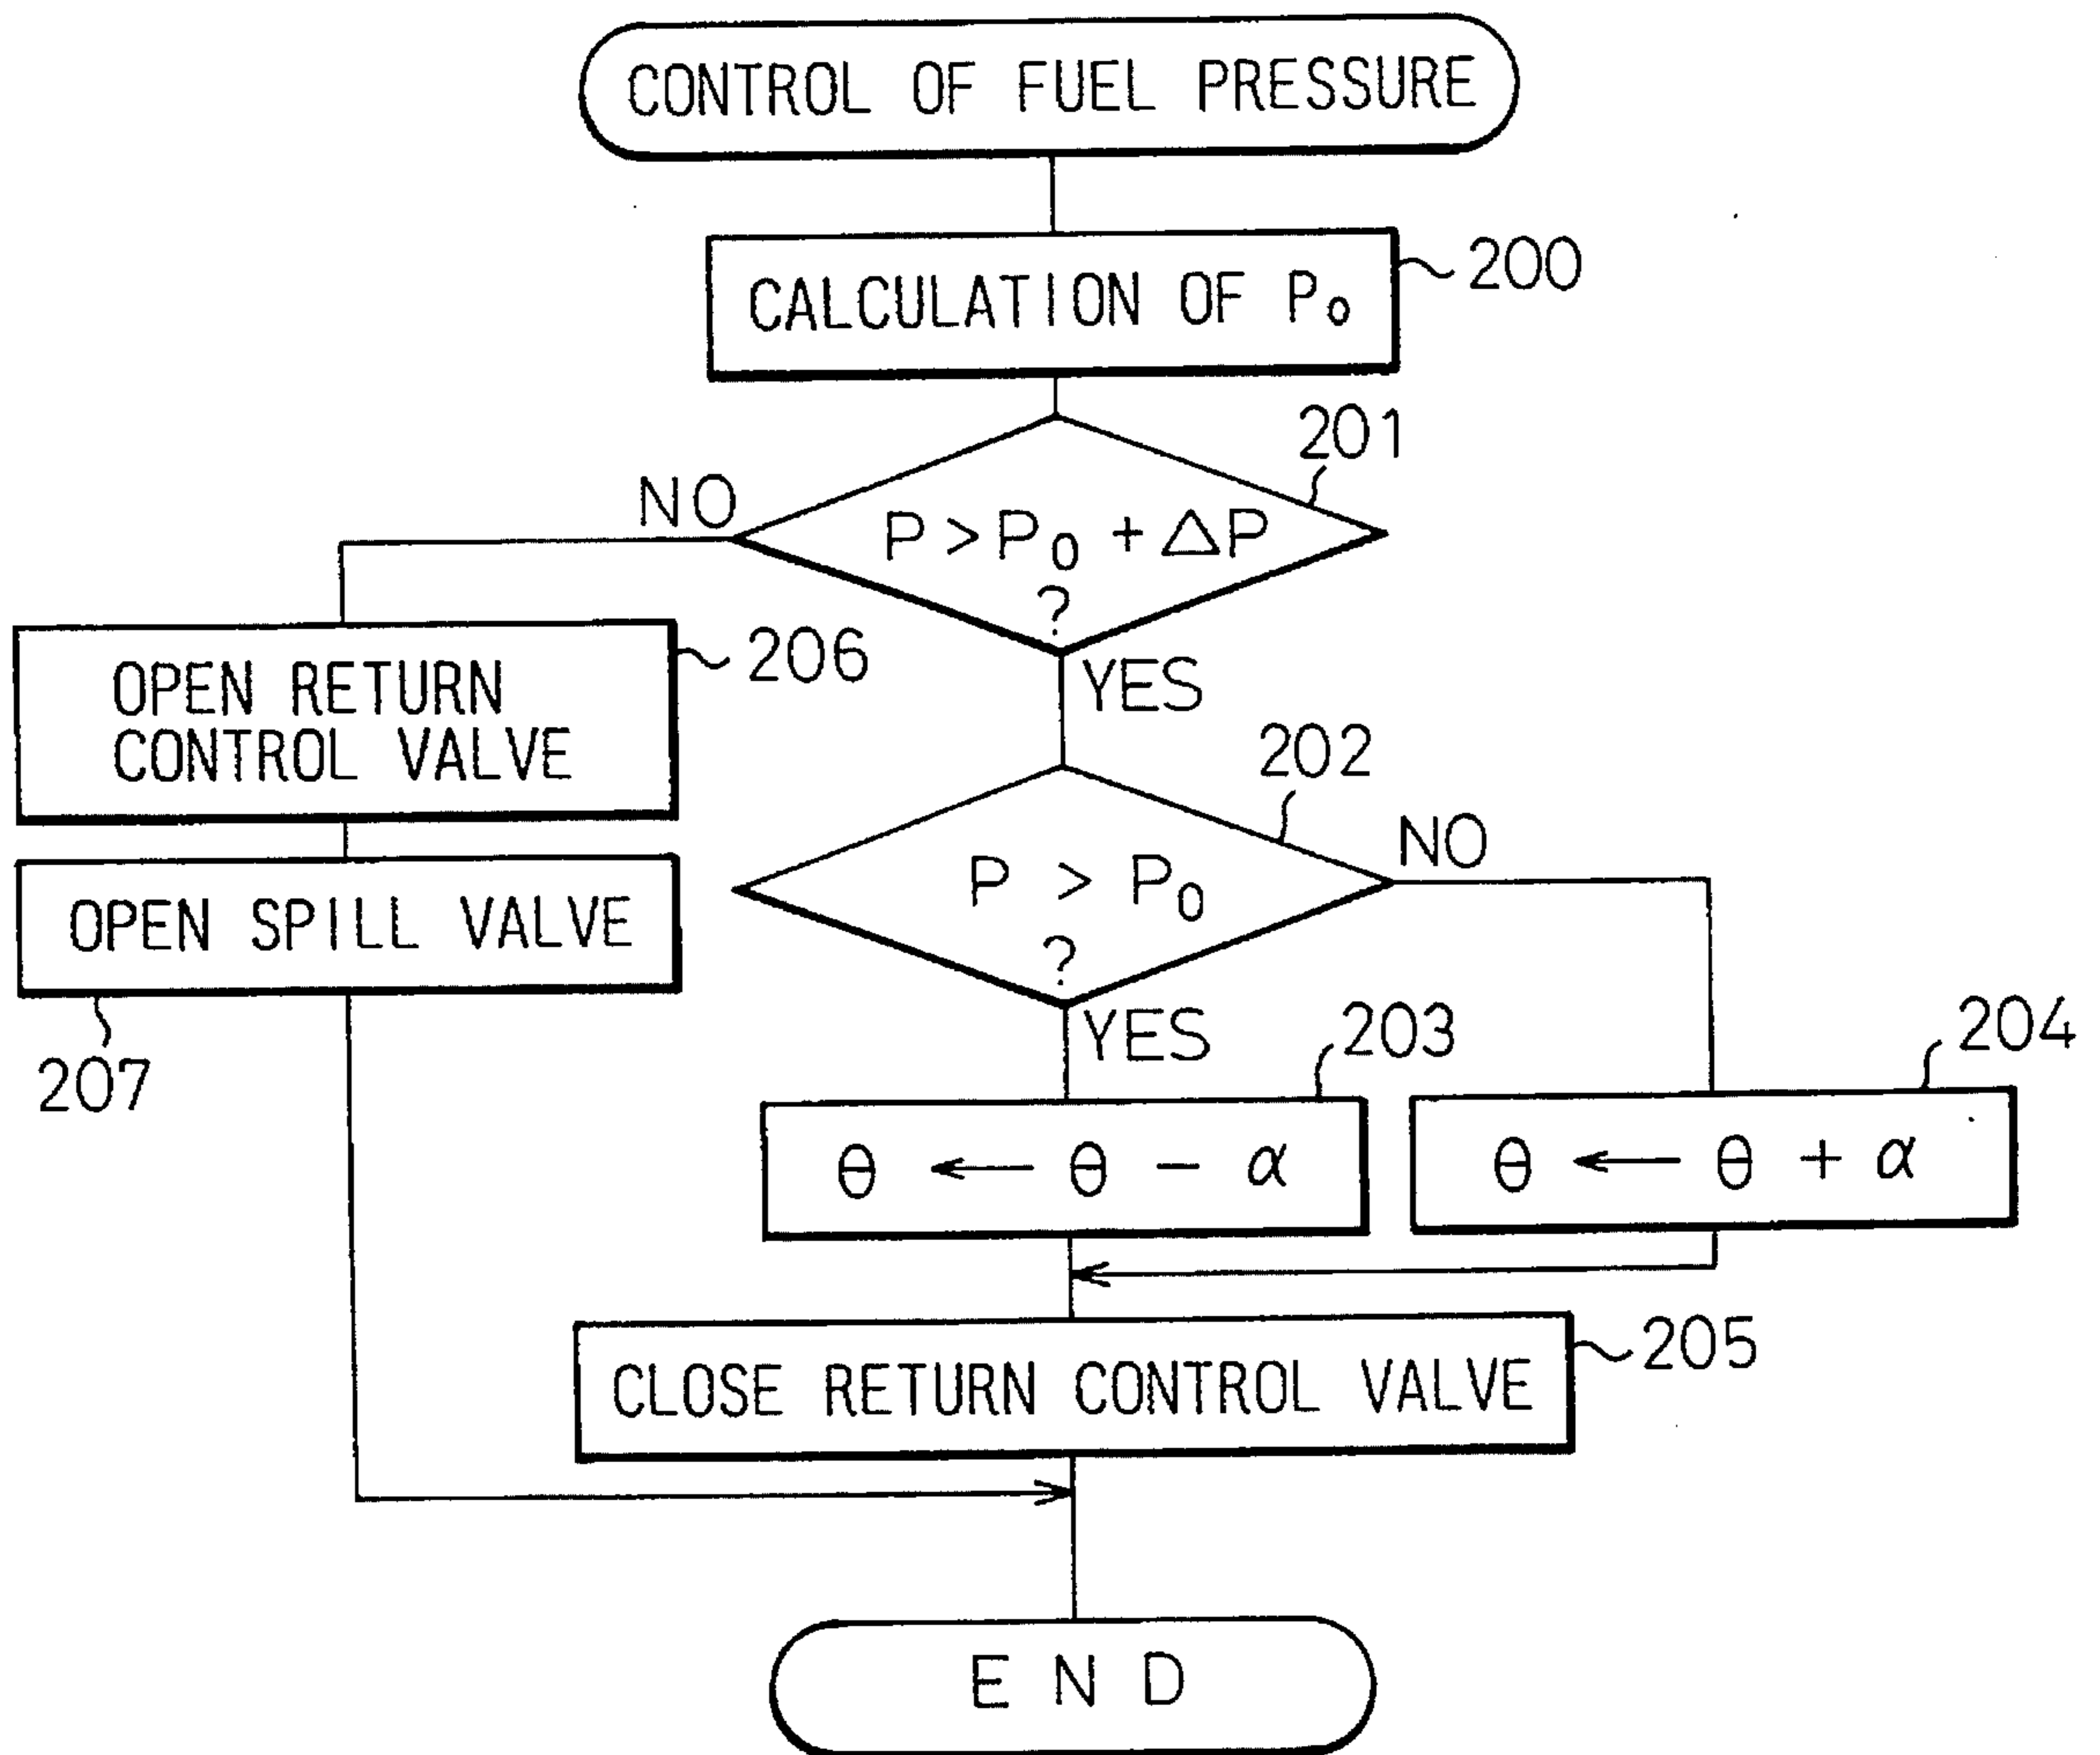 CONTROL OF FUEL PRESSURE
CALCULATION OF P₀
200
201
NO
P > P₀ + △P
?
YES
OPEN RETURN
CONTROL VALVE
206
202
NO
P > P₀
?
YES
OPEN SPILL VALVE
207
203
θ ← θ − α
204
θ ← θ + α
CLOSE RETURN CONTROL VALVE
205
END